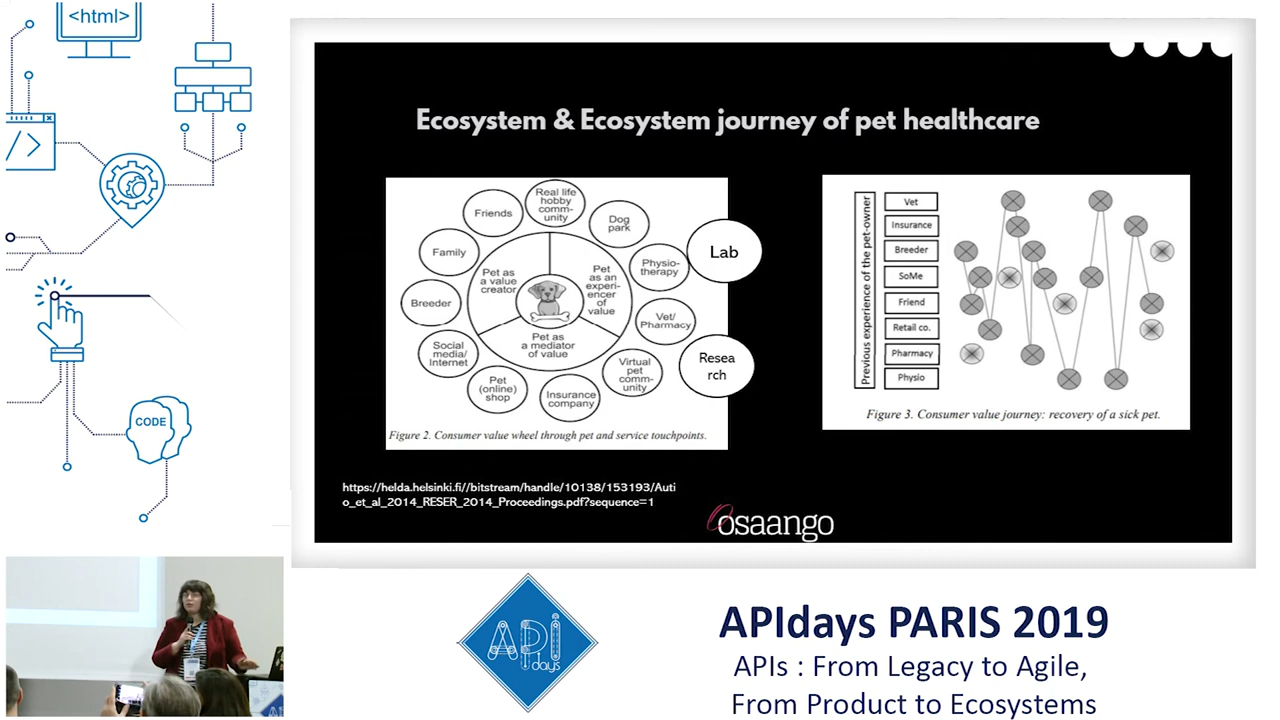 <html>
</>
CODE
Ecosystem & Ecosystem journey of pet healthcare
Real life
hobby
com-
munity
Friends
Dog
park
Family
Physio-
therapy
Lab
Breeder
Vet/
Pharmacy
Social
media/
Internet
Virtual
pet
comm-
unity
Resea
rch
Pet
(online)
shop
Insurance
company
Pet as
a value
creator
Pet
as an
experi-
encer
of
value
Pet as
a mediator
of value
Figure 2. Consumer value wheel through pet and service touchpoints.
Previous experience of the pet-owner
Vet
Insurance
Breeder
SoMe
Friend
Retail co.
Pharmacy
Physio
Figure 3. Consumer value journey: recovery of a sick pet.
https://helda.helsinki.fi//bitstream/handle/10138/153193/Auti
o_et_al_2014_RESER_2014_Proceedings.pdf?sequence=1
osaango
API
days
APIdays PARIS 2019
APIs : From Legacy to Agile,
From Product to Ecosystems